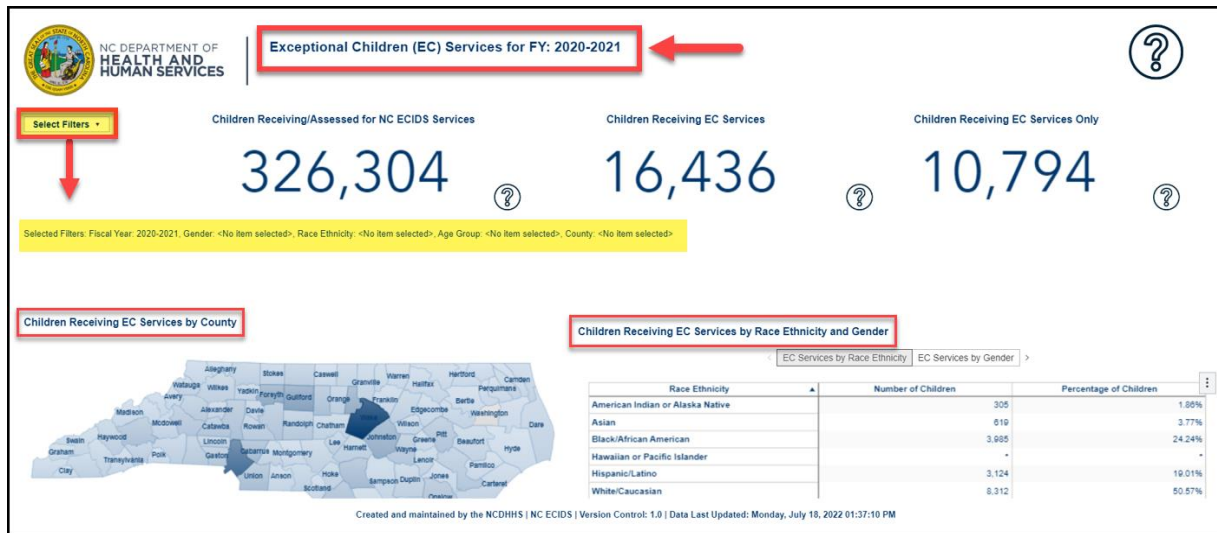 NC DEPARTMENT OF
HEALTH AND
HUMAN SERVICES
Exceptional Children (EC) Services for FY: 2020-2021
Select Filters
Children Receiving/Assessed for NC ECIDS Services
326,304
Children Receiving EC Services
16,436
Children Receiving EC Services Only
10,794
Selected Filters: Fiscal Year: 2020-2021, Gender: <No item selected>, Race Ethnicity: <No item selected>, Age Group: <No item selected>, County: <No item selected>
Children Receiving EC Services by County
Alleghany Stokes Caswell Granville Warren Halifax Hertford Camden
Watauga Wilkes Yadkin Forsyth Guilford Orange Franklin Bertie Perquimans
Avery Alexander Davie Edgecombe Washington
Madison McDowell Catawba Rowan Randolph Chatham Wilson Dare
Swain Haywood Lincoln Lee Johnston Greene Pitt Beaufort Hyde
Graham Transylvania Polk Gaston Cabarrus Montgomery Harnett Wayne
Clay Union Anson Hoke Sampson Duplin Lenoir Jones Pamlico Carteret
Scotland Onslow
Children Receiving EC Services by Race Ethnicity and Gender
EC Services by Race Ethnicity EC Services by Gender
Race Ethnicity Number of Children Percentage of Children
American Indian or Alaska Native 305 1.86%
Asian 619 3.77%
Black/African American 3,985 24.24%
Hawaiian or Pacific Islander - -
Hispanic/Latino 3,124 19.01%
White/Caucasian 8,312 50.57%
Created and maintained by the NCDHHS | NC ECIDS | Version Control: 1.0 | Data Last Updated: Monday, July 18, 2022 01:37:10 PM